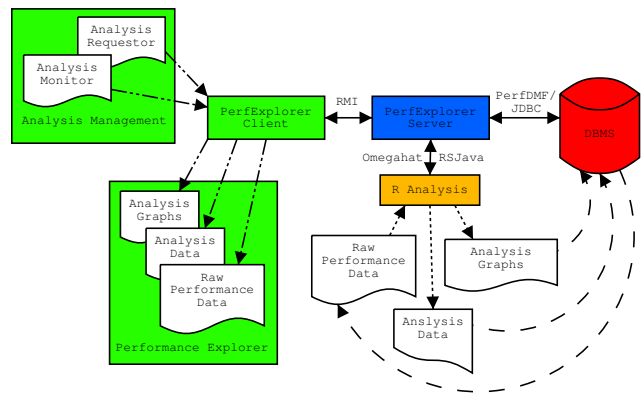 Analysis
Requestor
Analysis
Monitor
Analysis Management
PerfExplorer
Client
RMI
PerfExplorer
Server
PerfDMF/
JDBC
DBMS
Omegahat
RSJava
R Analysis
Analysis
Graphs
Analysis
Data
Raw
Performance
Data
Performance Explorer
Raw
Performance
Data
Analysis
Graphs
Anslysis
Data